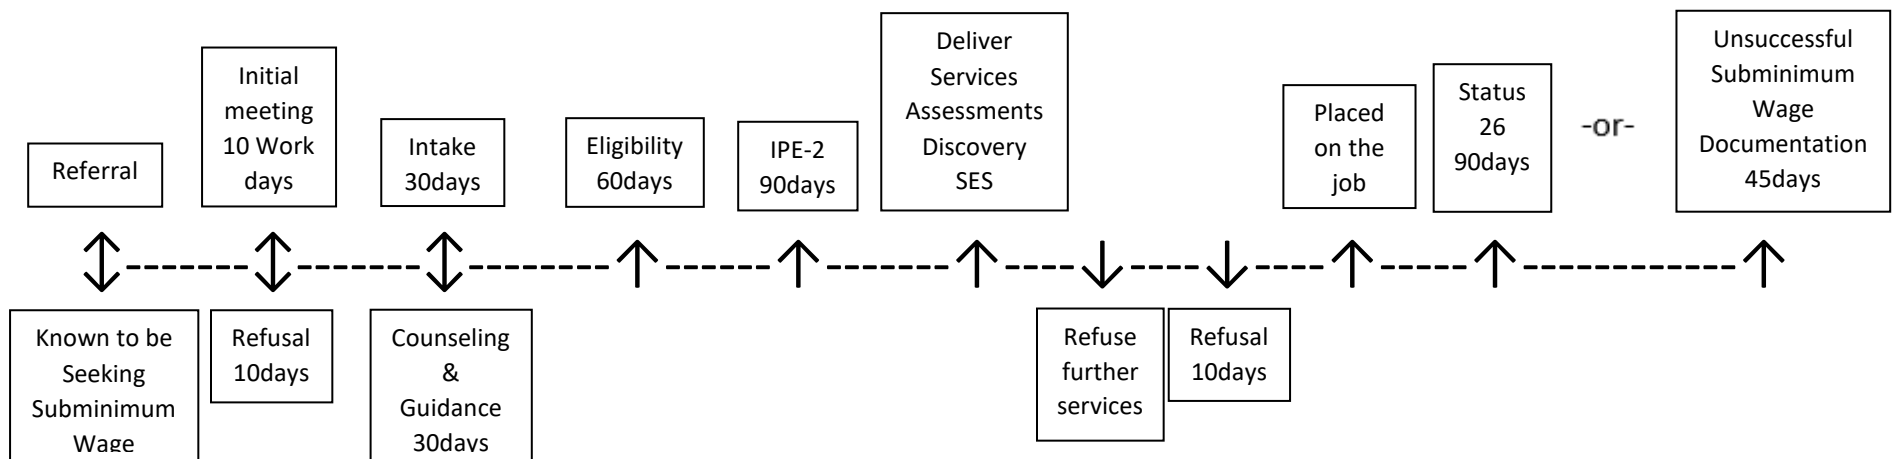 Referral
Initial
meeting
10 Work
days
Intake
30days
Eligibility
60days
IPE-2
90days
Deliver
Services
Assessments
Discovery
SES
Placed
on the
job
Status
26
90days
-or-
Unsuccessful
Subminimum
Wage
Documentation
45days
Known to be
Seeking
Subminimum
Wage
Refusal
10days
Counseling
&
Guidance
30days
Refuse
further
services
Refusal
10days